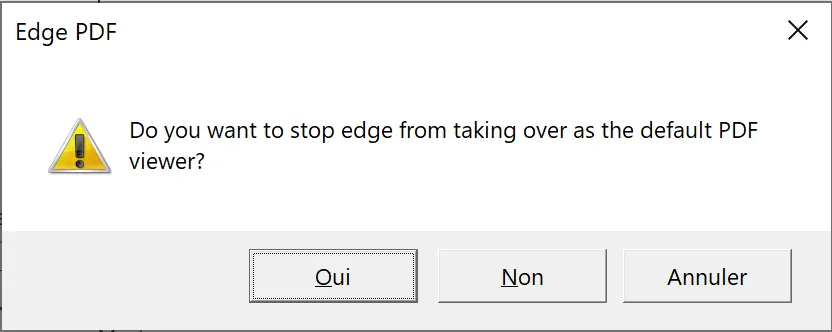 Edge PDF
Do you want to stop edge from taking over as the default PDF
viewer?
Oui
Non
Annuler